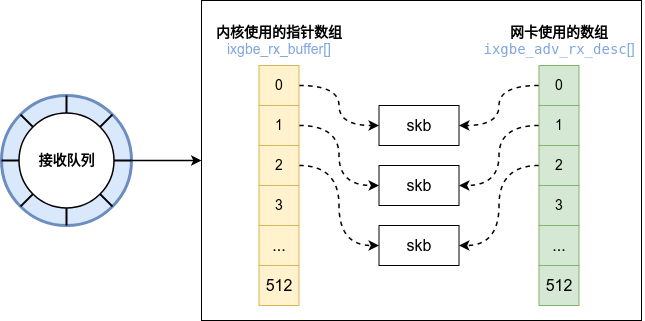 内核使用的指针数组
ixgbe_rx_buffer[]
网卡使用的数组
ixgbe_adv_rx_desc[]
接收队列
0
1
2
3
...
512
skb
skb
skb
0
1
2
3
...
512